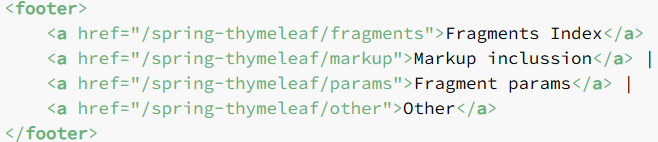 <footer>
    <a href="/spring-thymeleaf/fragments">Fragments Index</a>
    <a href="/spring-thymeleaf/markup">Markup inclussion</a> |
    <a href="/spring-thymeleaf/params">Fragment params</a> |
    <a href="/spring-thymeleaf/other">Other</a>
</footer>